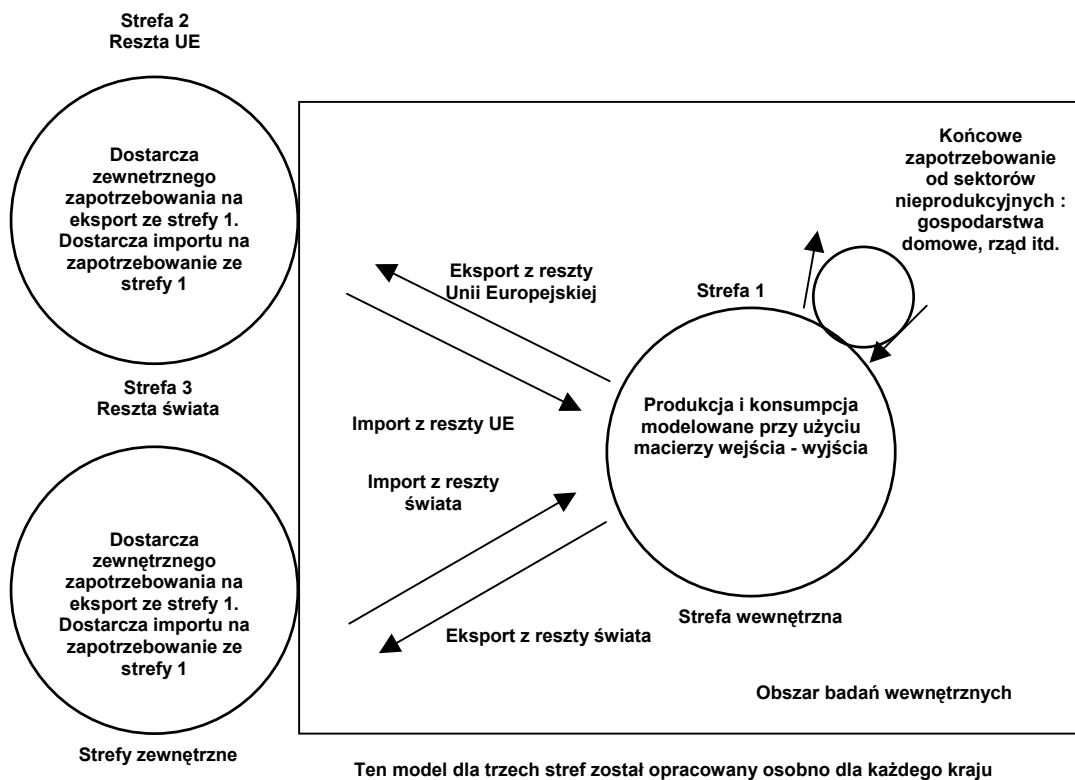 Strefa 2
Reszta UE
Dostarcza
zewnetrznego
zapotrzebowania na
eksport ze strefy 1.
Dostarcza importu na
zapotrzebowanie ze
strefy 1
Końcowe
zapotrzebowanie
od sektorów
nieprodukcyjnych :
gospodarstwa
domowe, rząd itd.
Eksport z reszty
Unii Europejskiej
Strefa 1
Strefa 3
Reszta świata
Import z reszty UE
Produkcja i konsumpcja
modelowane przy użyciu
macierzy wejścia - wyjścia
Import z reszty
świata
Dostarcza
zewnętrznego
zapotrzebowania na
eksport ze strefy 1.
Dostarcza importu na
zapotrzebowanie ze
strefy 1
Strefa wewnętrzna
Eksport z reszty świata
Obszar badań wewnętrznych
Strefy zewnętrzne
Ten model dla trzech stref został opracowany osobno dla każdego kraju